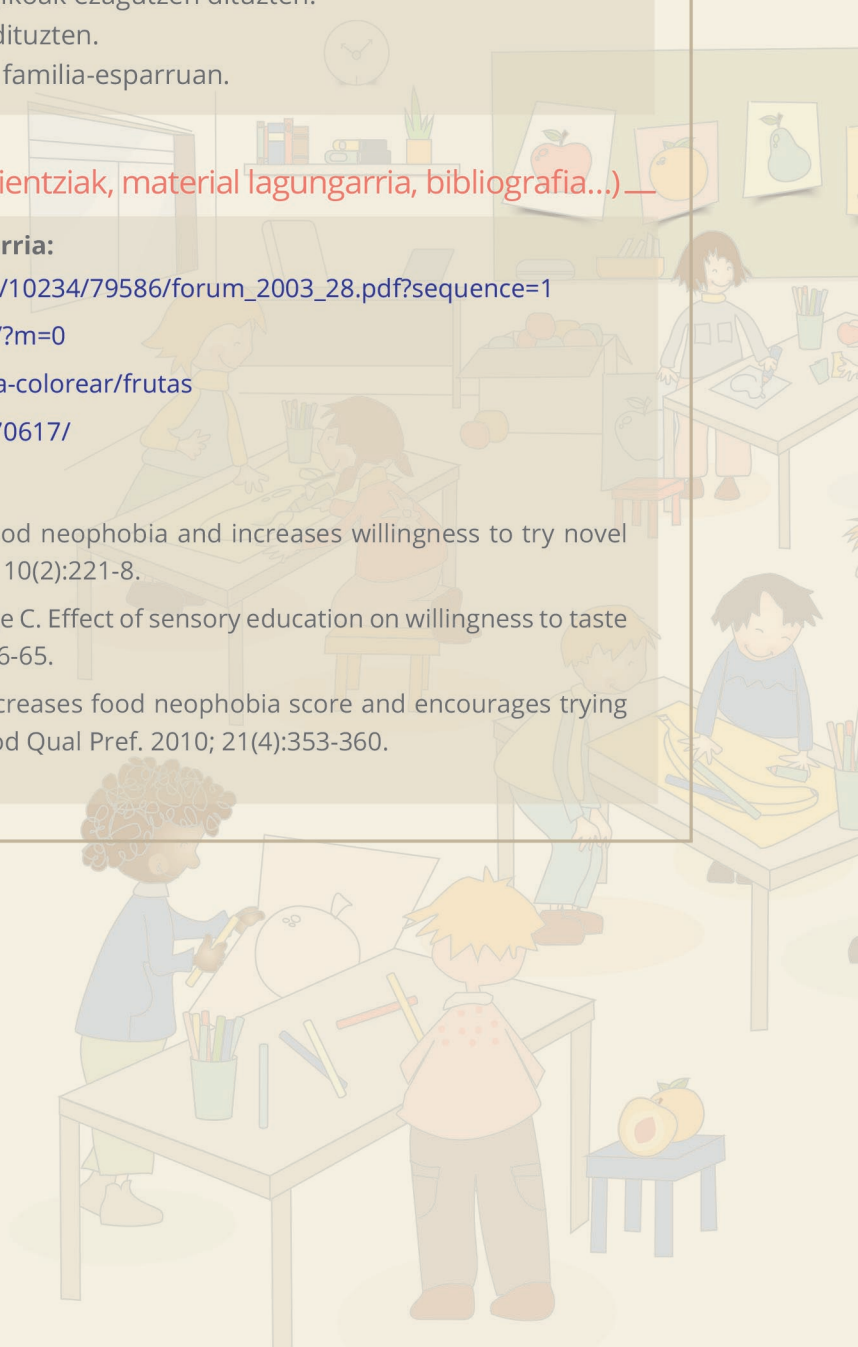 ezagutzen dituzten.
dituzten.
familia-esparruan.
ientziak, material lagungarria, bibliografia...)
rria:
/10234/79586/forum_2003_28.pdf?sequence=1
/?m=0
a-colorear/frutas
/0617/
od neophobia and increases willingness to try novel
10(2):221-8.
e C. Effect of sensory education on willingness to taste
6-65.
creases food neophobia score and encourages trying
od Qual Pref. 2010; 21(4):353-360.